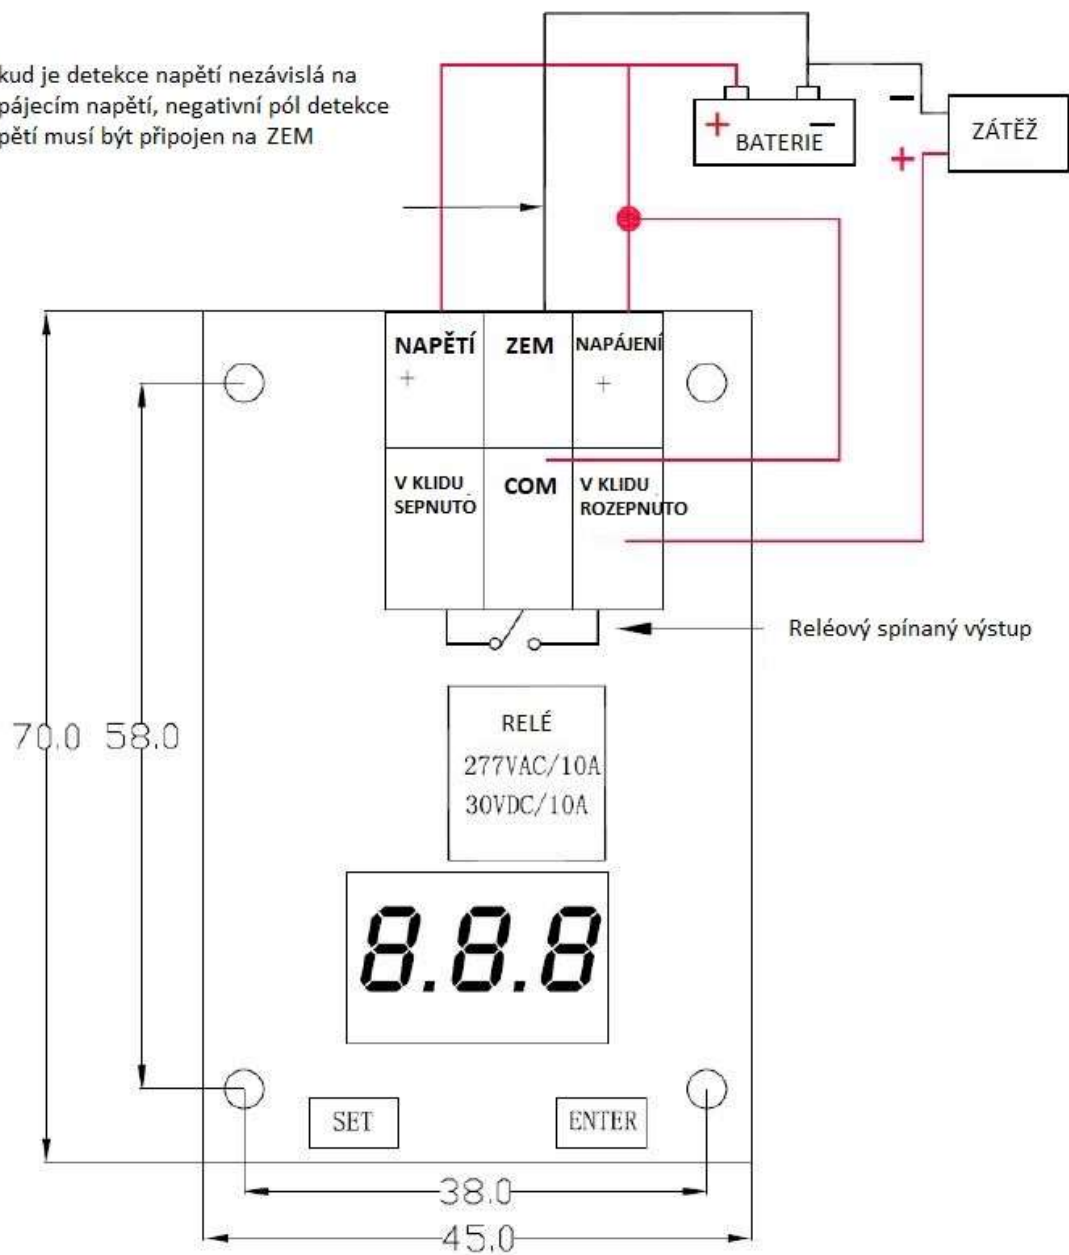 kud je detekce napětí nezávislá na
pájecím napětí, negativní pól detekce
pětí musí být připojen na ZEM
+ BATERIE −
− ZÁTĚŽ
+
NAPĚTÍ ZEM NAPÁJENÍ
+ +
V KLIDU SEPNUTO
COM
V KLIDU ROZEPNUTO
Reléový spínaný výstup
RELÉ
277VAC/10A
30VDC/10A
70.0 58.0
8.8.8
SET ENTER
38.0
45.0